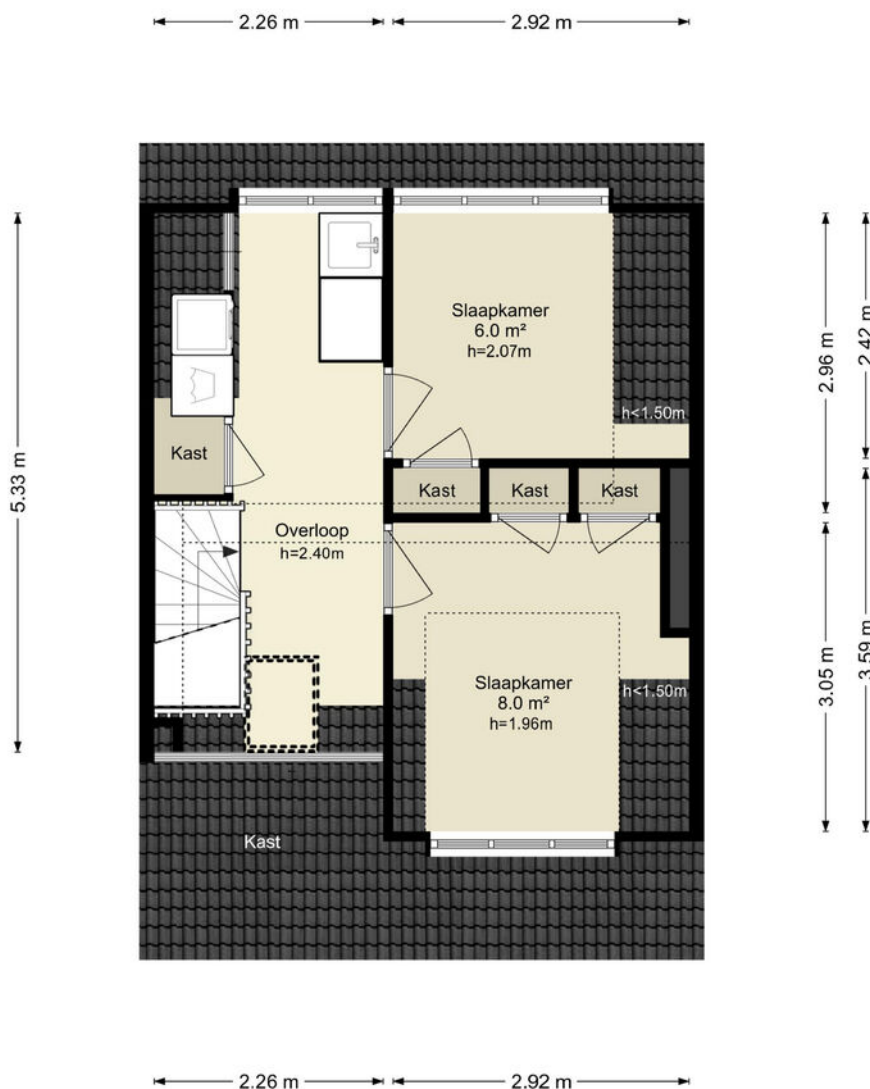 2.26 m
2.92 m
5.33 m
2.96 m
2.42 m
3.05 m
3.59 m
Slaapkamer
6.0 m²
h=2.07m
h<1.50m
Kast
Kast
Kast
Kast
Overloop
h=2.40m
Slaapkamer
8.0 m²
h=1.96m
h<1.50m
Kast
2.26 m
2.92 m